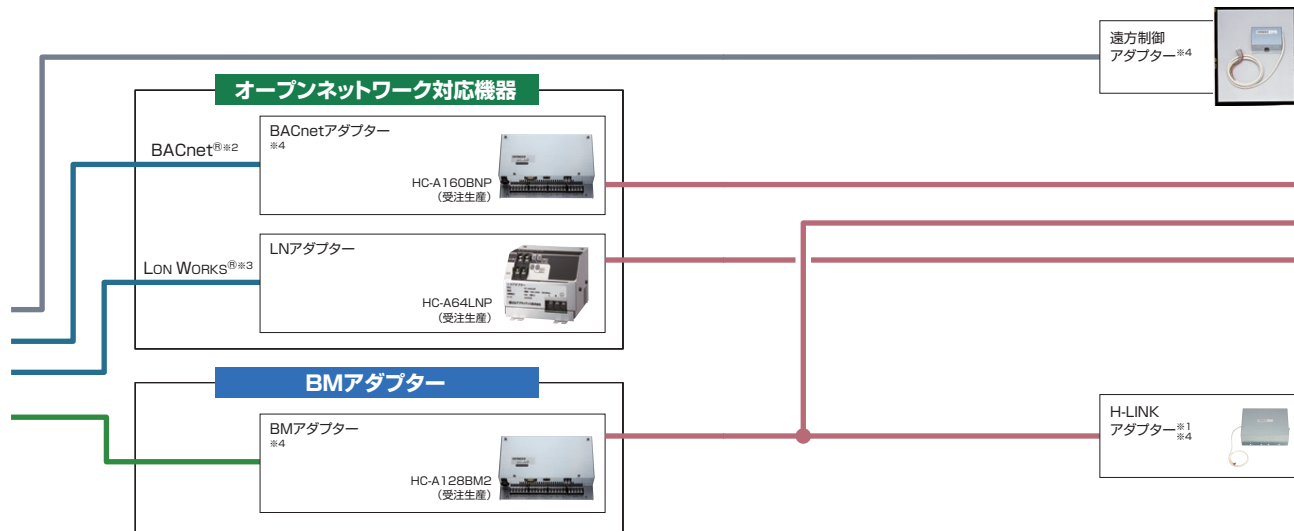 遠方制御
アダプター※4
オープンネットワーク対応機器
BACnet®※2
BACnetアダプター
※4
HC-A160BNP
（受注生産）
LON WORKS®※3
LNアダプター
HC-A64LNP
（受注生産）
BMアダプター
BMアダプター
※4
HC-A128BM2
（受注生産）
H-LINK
アダプター※1
※4